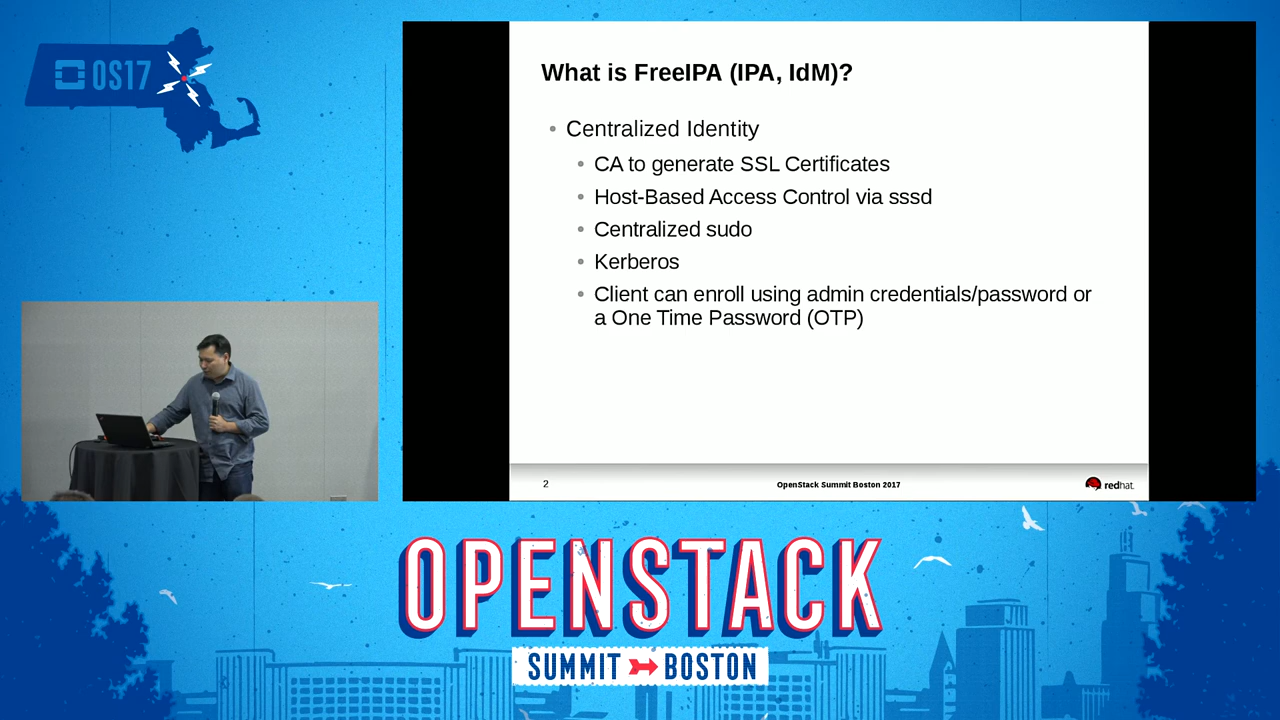 OS17
What is FreeIPA (IPA, IdM)?
• Centralized Identity
• CA to generate SSL Certificates
• Host-Based Access Control via sssd
• Centralized sudo
• Kerberos
• Client can enroll using admin credentials/password or
a One Time Password (OTP)
2
OpenStack Summit Boston 2017
redhat.
OPENSTACK
SUMMIT BOSTON